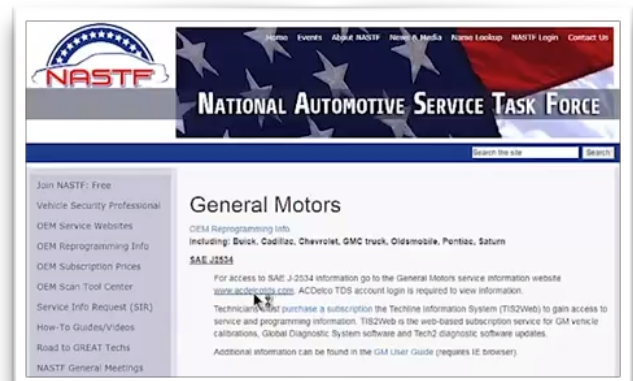 NASTF
Home Events About NASTF News & Media Name Lookup NASTF Login Contact Us
NATIONAL AUTOMOTIVE SERVICE TASK FORCE
Search the site Search
Join NASTF: Free
Vehicle Security Professional
OEM Service Websites
OEM Reprogramming Info
OEM Subscription Prices
OEM Scan Tool Center
Service Info Request (SIR)
How-To Guides/Videos
Road to GREAT Techs
NASTF General Meetings
General Motors
OEM Reprogramming Info
Including: Buick, Cadillac, Chevrolet, GMC truck, Oldsmobile, Pontiac, Saturn
SAE J2534
For access to SAE J-2534 information go to the General Motors service information website
www.acdelcotds.com. ACDelco TDS account login is required to view information.
Technicians must purchase a subscription the Techline Information System (TIS2Web) to gain access to
service and programming information. TIS2Web is the web-based subscription service for GM vehicle
calibrations, Global Diagnostic System software and Tech2 diagnostic software updates.
Additional information can be found in the GM User Guide (requires IE browser).